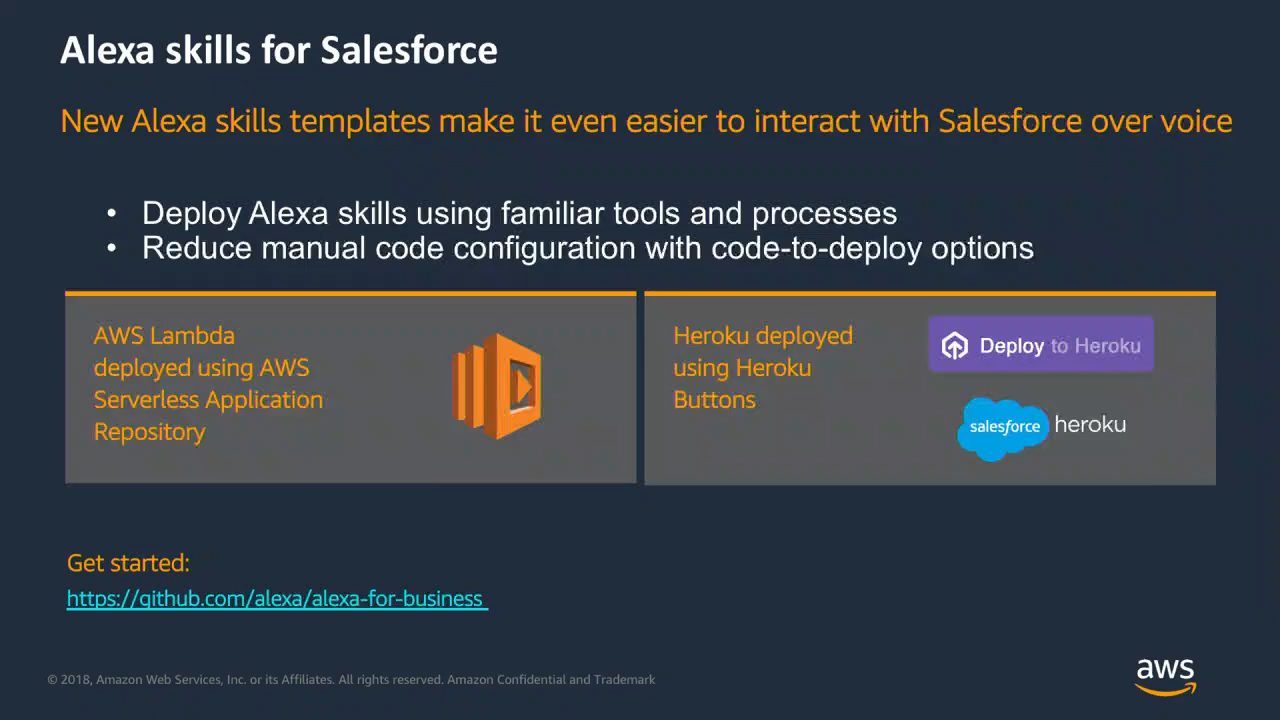 Alexa skills for Salesforce
New Alexa skills templates make it even easier to interact with Salesforce over voice
• Deploy Alexa skills using familiar tools and processes
• Reduce manual code configuration with code-to-deploy options
AWS Lambda
deployed using AWS
Serverless Application
Repository
Heroku deployed
using Heroku
Buttons
Deploy to Heroku
salesforce heroku
Get started:
https://github.com/alexa/alexa-for-business
© 2018, Amazon Web Services, Inc. or its Affiliates. All rights reserved. Amazon Confidential and Trademark
aws